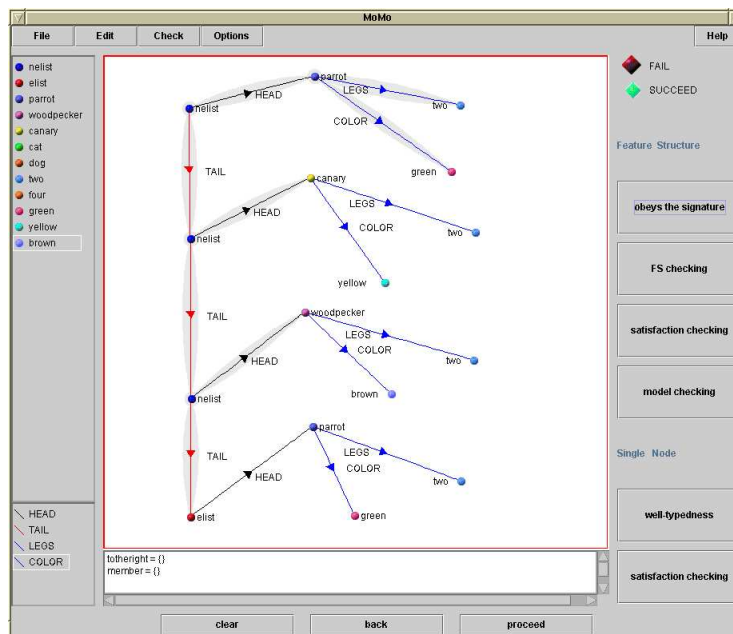 MoMo
File Edit Check Options Help
nelist
elist
parrot
woodpecker
canary
cat
dog
two
four
green
yellow
brown
HEAD
TAIL
LEGS
COLOR
parrot
HEAD
LEGS
nelist
two
COLOR
TAIL
green
canary
LEGS
HEAD
COLOR
nelist
two
yellow
woodpecker
TAIL
LEGS
COLOR
HEAD
two
brown
nelist
parrot
TAIL
LEGS
COLOR
HEAD
two
elist
green
totheright = {}
member = {}
FAIL
SUCCEED
Feature Structure
obeys the signature
FS checking
satisfaction checking
model checking
Single Node
well-typedness
satisfaction checking
clear back proceed